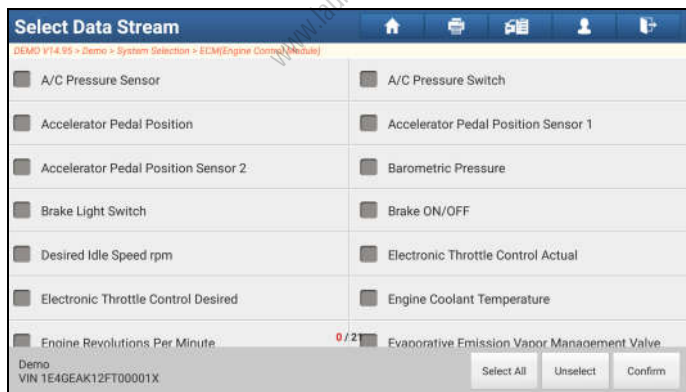 Select Data Stream
DEMO V14.95 > Demo > System Selection > ECM(Engine Control Module)
A/C Pressure Sensor
A/C Pressure Switch
Accelerator Pedal Position
Accelerator Pedal Position Sensor 1
Accelerator Pedal Position Sensor 2
Barometric Pressure
Brake Light Switch
Brake ON/OFF
Desired Idle Speed rpm
Electronic Throttle Control Actual
Electronic Throttle Control Desired
Engine Coolant Temperature
Engine Revolutions Per Minute
0 / 21
Evaporative Emission Vapor Management Valve
Demo
VIN 1E4GEAK12FT00001X
Select All
Unselect
Confirm